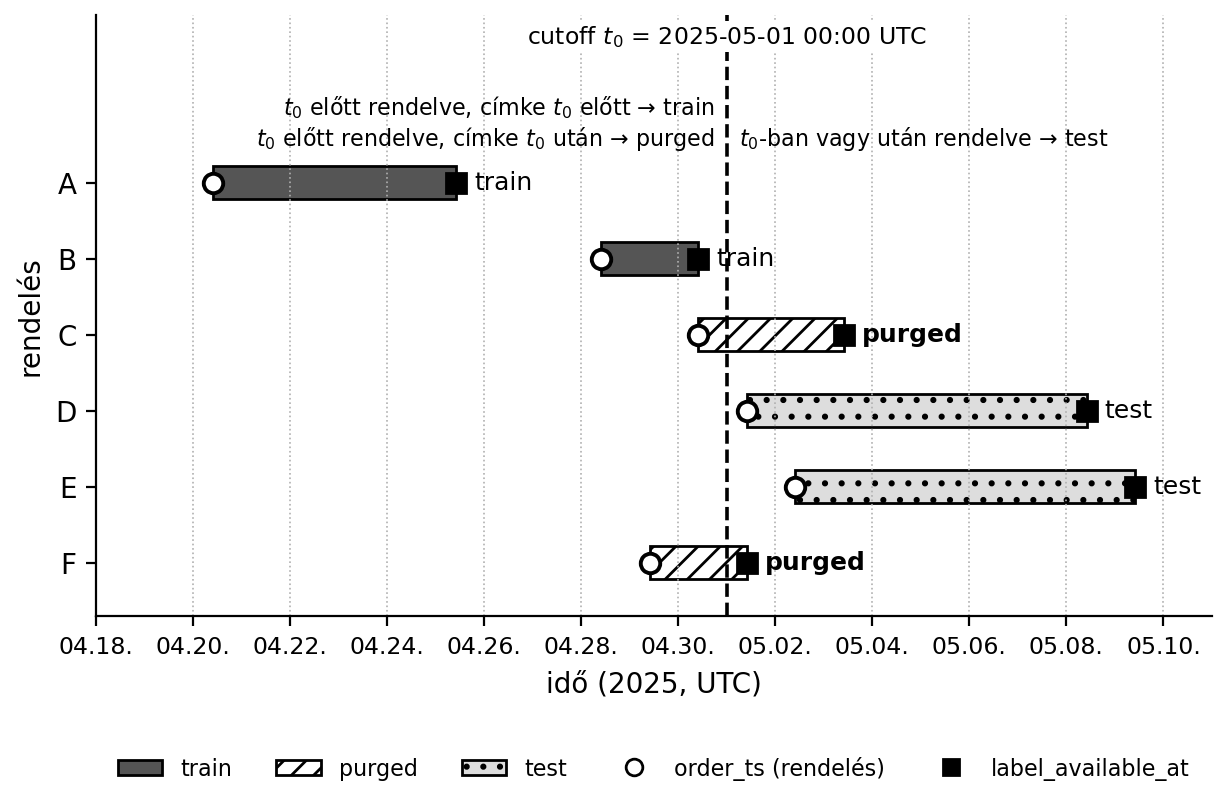 cutoff t₀ = 2025-05-01 00:00 UTC
t₀ előtt rendelve, címke t₀ előtt → train
t₀ előtt rendelve, címke t₀ után → purged
t₀-ban vagy után rendelve → test
A train
B train
C purged
D test
E test
F purged
rendelés
04.18. 04.20. 04.22. 04.24. 04.26. 04.28. 04.30. 05.02. 05.04. 05.06. 05.08. 05.10.
idő (2025, UTC)
train purged test order_ts (rendelés) label_available_at